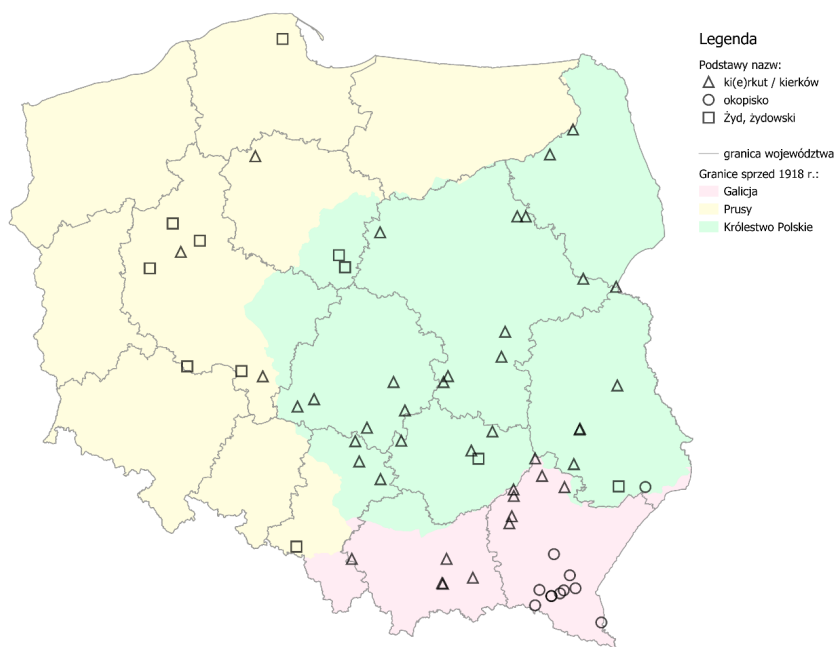 Legenda
Podstawy nazw:
ki(e)rkut / kierków
okopisko
Żyd, żydowski
granica województwa
Granice sprzed 1918 r.:
Galicja
Prusy
Królestwo Polskie